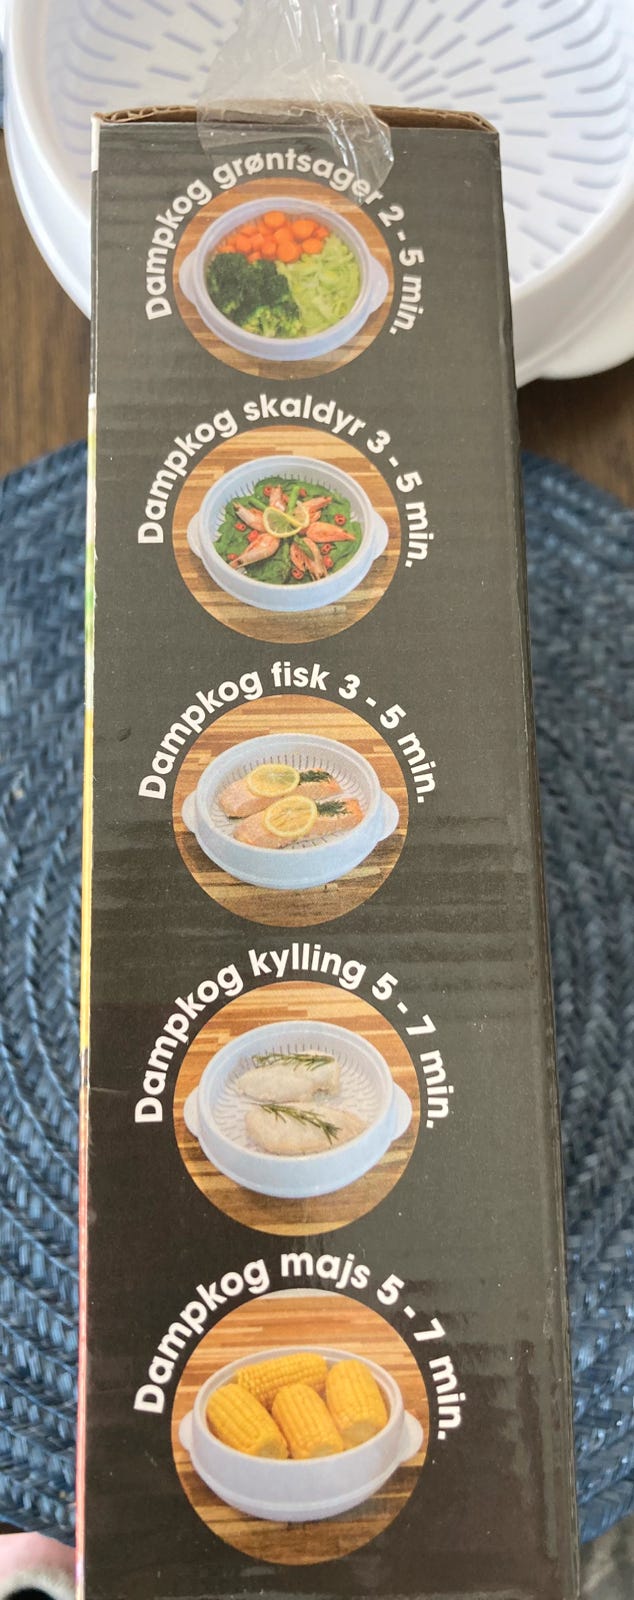 Dampkog grøntsager 2 - 5 min.
Dampkog skaldyr 3 - 5 min.
Dampkog fisk 3 - 5 min.
Dampkog kylling 5 - 7 min.
Dampkog majs 5 - 7 min.